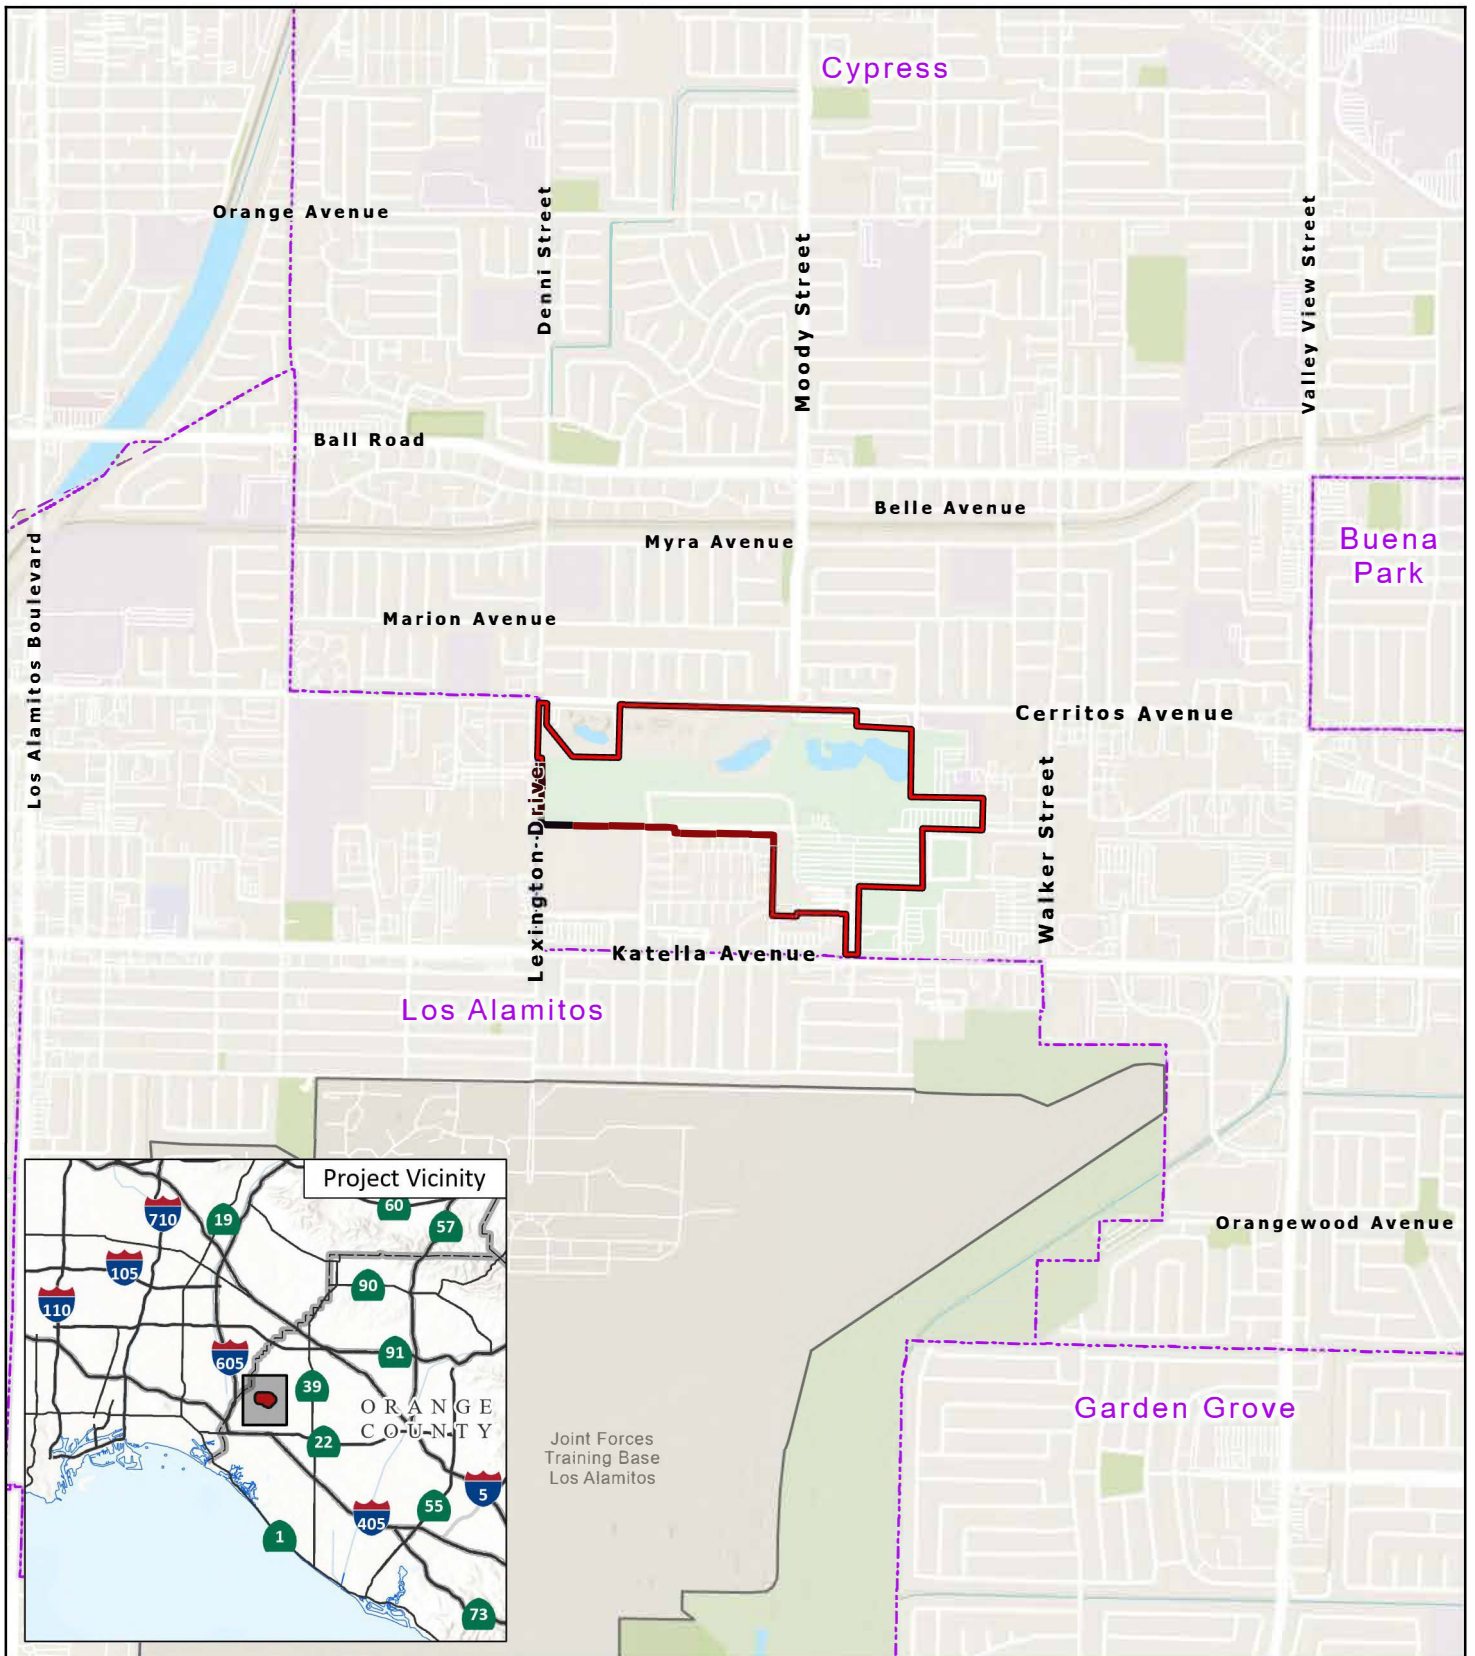 Cypress
Orange Avenue
Denni Street
Moody Street
Valley View Street
Ball Road
Belle Avenue
Myra Avenue
Buena
Park
Los Alamitos Boulevard
Marion Avenue
Cerritos Avenue
Lexington Drive
Walker Street
Katella Avenue
Los Alamitos
Project Vicinity
60
710
19
57
105
90
110
91
605
39
ORANGE
COUNTY
22
5
55
405
1
73
Orangewood Avenue
Garden Grove
Joint Forces
Training Base
Los Alamitos